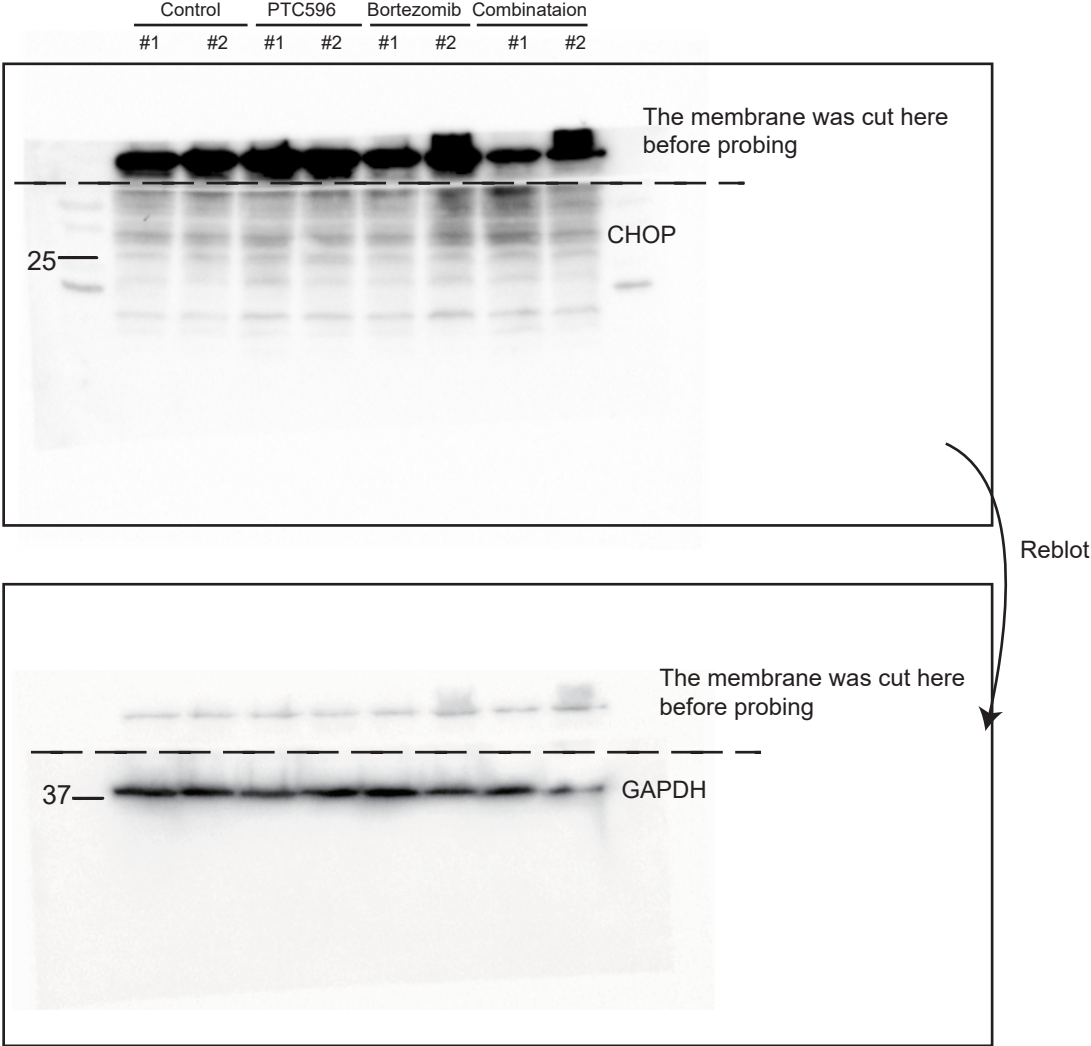 Control PTC596 Bortezomib Combinataion
#1 #2 #1 #2 #1 #2 #1 #2
The membrane was cut here
before probing
CHOP
25
Reblot
The membrane was cut here
before probing
37
GAPDH